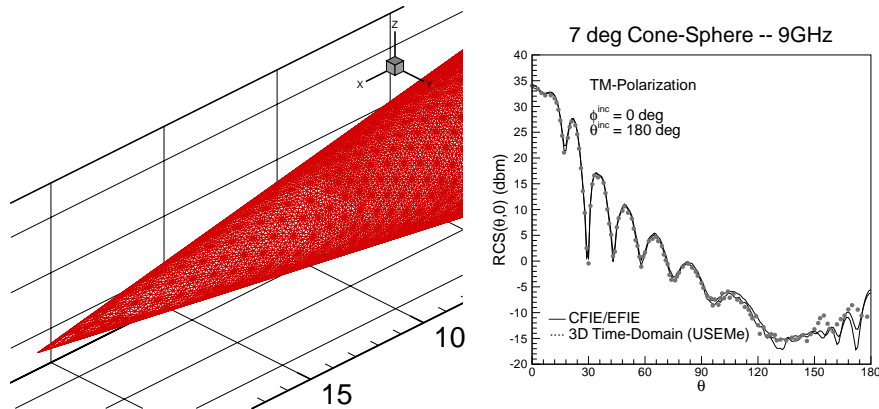 Z
X
Y
10
15
7 deg Cone-Sphere -- 9GHz
TM-Polarization
ϕinc = 0 deg
θinc = 180 deg
RCS(θ,0) (dbm)
40
35
30
25
20
15
10
5
0
-5
-10
-15
-20
CFIE/EFIE
3D Time-Domain (USEMe)
0
30
60
90
120
150
180
θ